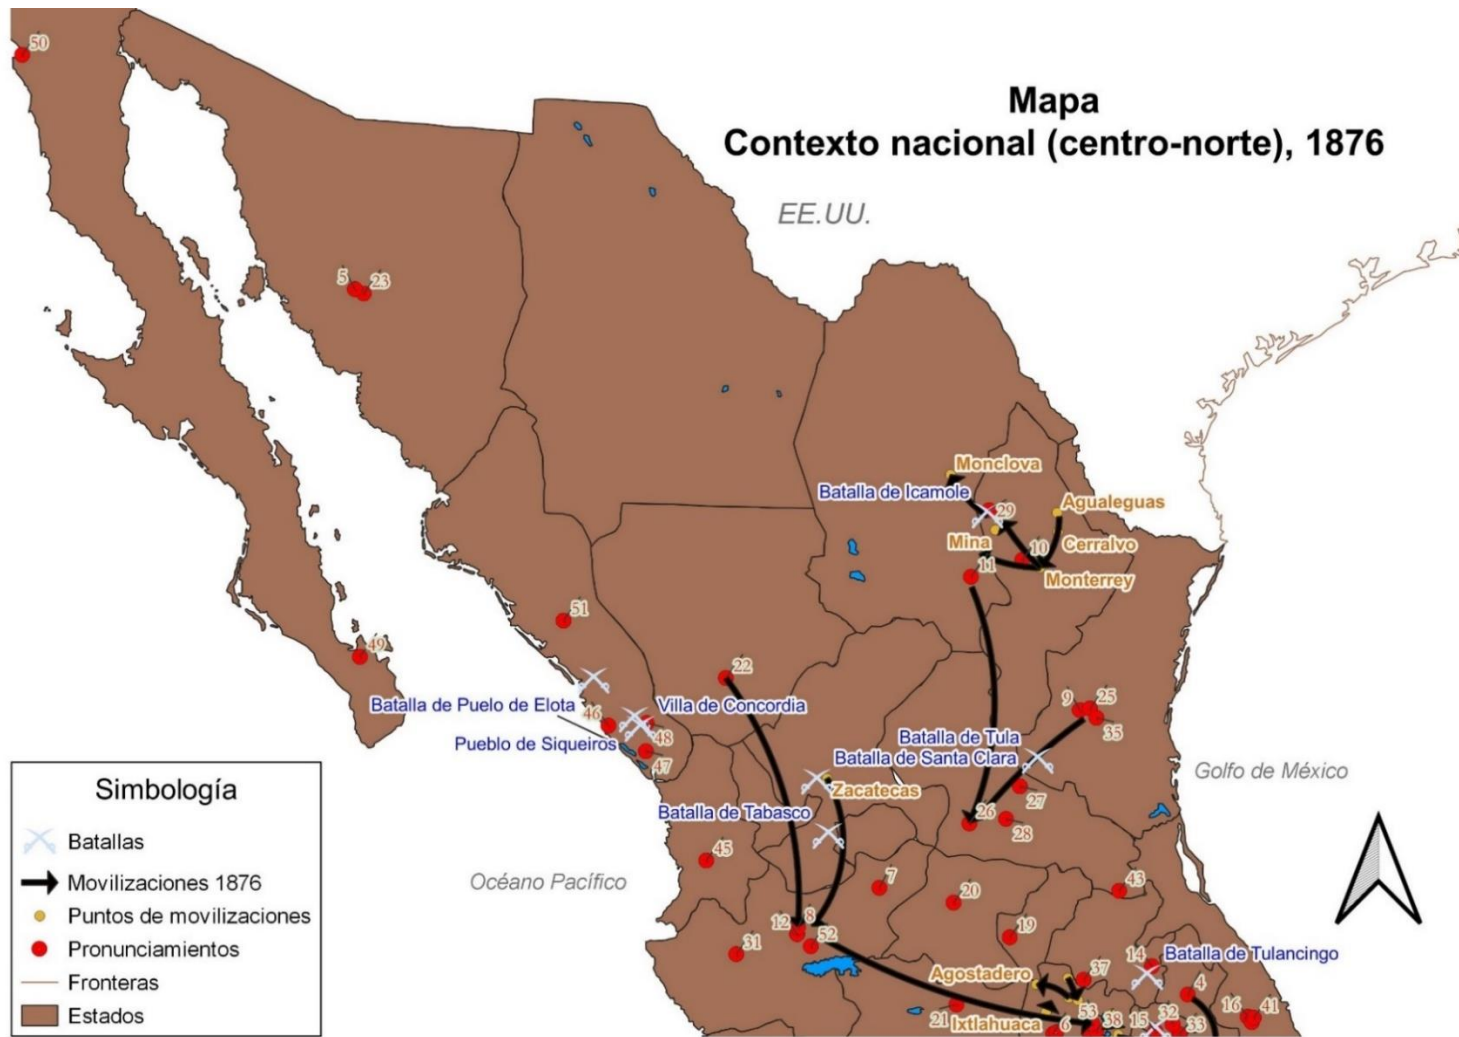 50
Mapa
Contexto nacional (centro-norte), 1876
EE.UU.
5
23
Monclova
Batalla de Icamole
29
Agualeguas
Mina
10
Cerralvo
11
Monterrey
51
49
22
Batalla de Puelo de Elota
Villa de Concordia
46
48
Pueblo de Siqueiros
47
9
25
35
Batalla de Tula
Batalla de Santa Clara
Golfo de México
Zacatecas
27
Batalla de Tabasco
26
28
Océano Pacífico
45
7
20
43
12
8
52
19
31
14
Batalla de Tulancingo
Agostadero
37
4
21
Ixtlahuaca
6
53
38
15
32
33
16
41
Simbología
Batallas
Movilizaciones 1876
Puntos de movilizaciones
Pronunciamientos
Fronteras
Estados